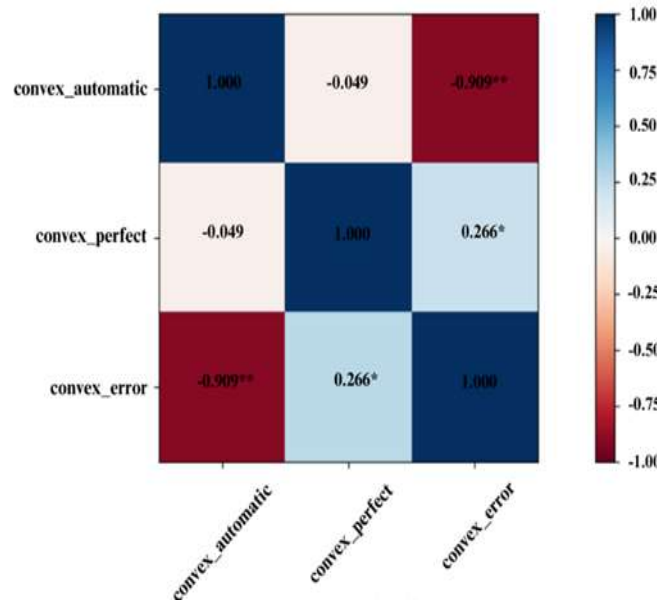 1.00
convex_automatic 1.000 -0.049 -0.909** 0.75
0.50
0.25
convex_perfect -0.049 1.000 0.266* 0.00
-0.25
-0.50
convex_error -0.909** 0.266* 1.000
-0.75
-1.00
convex_automatic convex_perfect convex_error